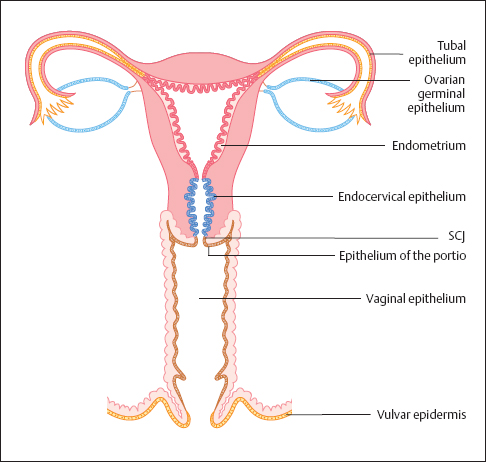 Tubal
epithelium
Ovarian
germinal
epithelium
Endometrium
Endocervical epithelium
SCJ
Epithelium of the portio
Vaginal epithelium
Vulvar epidermis